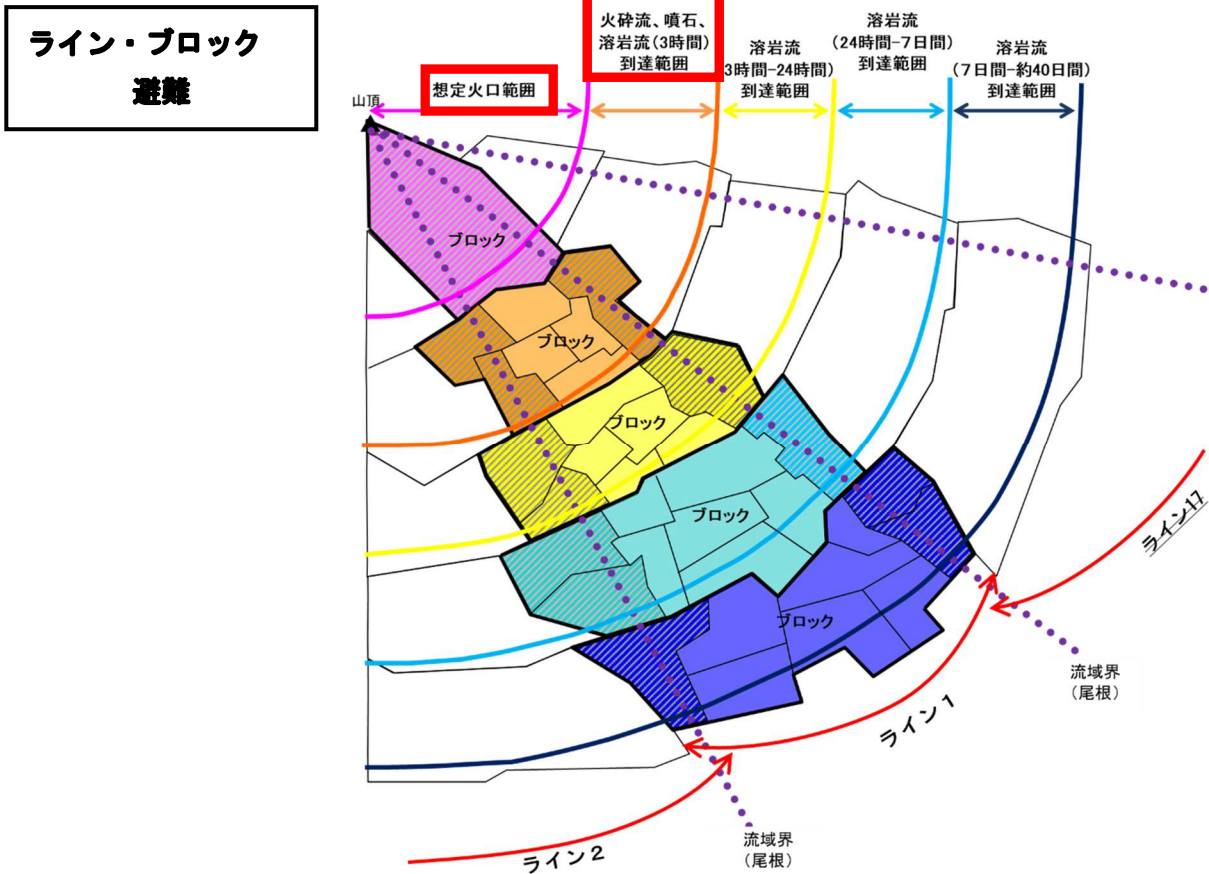 ライン・ブロック
避難
山頂
想定火口範囲
火砕流、噴石、
溶岩流(3時間)
到達範囲
溶岩流
3時間-24時間)
到達範囲
溶岩流
(24時間-7日間)
到達範囲
溶岩流
(7日間-約40日間)
到達範囲
ブロック
ブロック
ブロック
ブロック
ブロック
ライン17
ライン1
ライン2
流域界
(尾根)
流域界
(尾根)